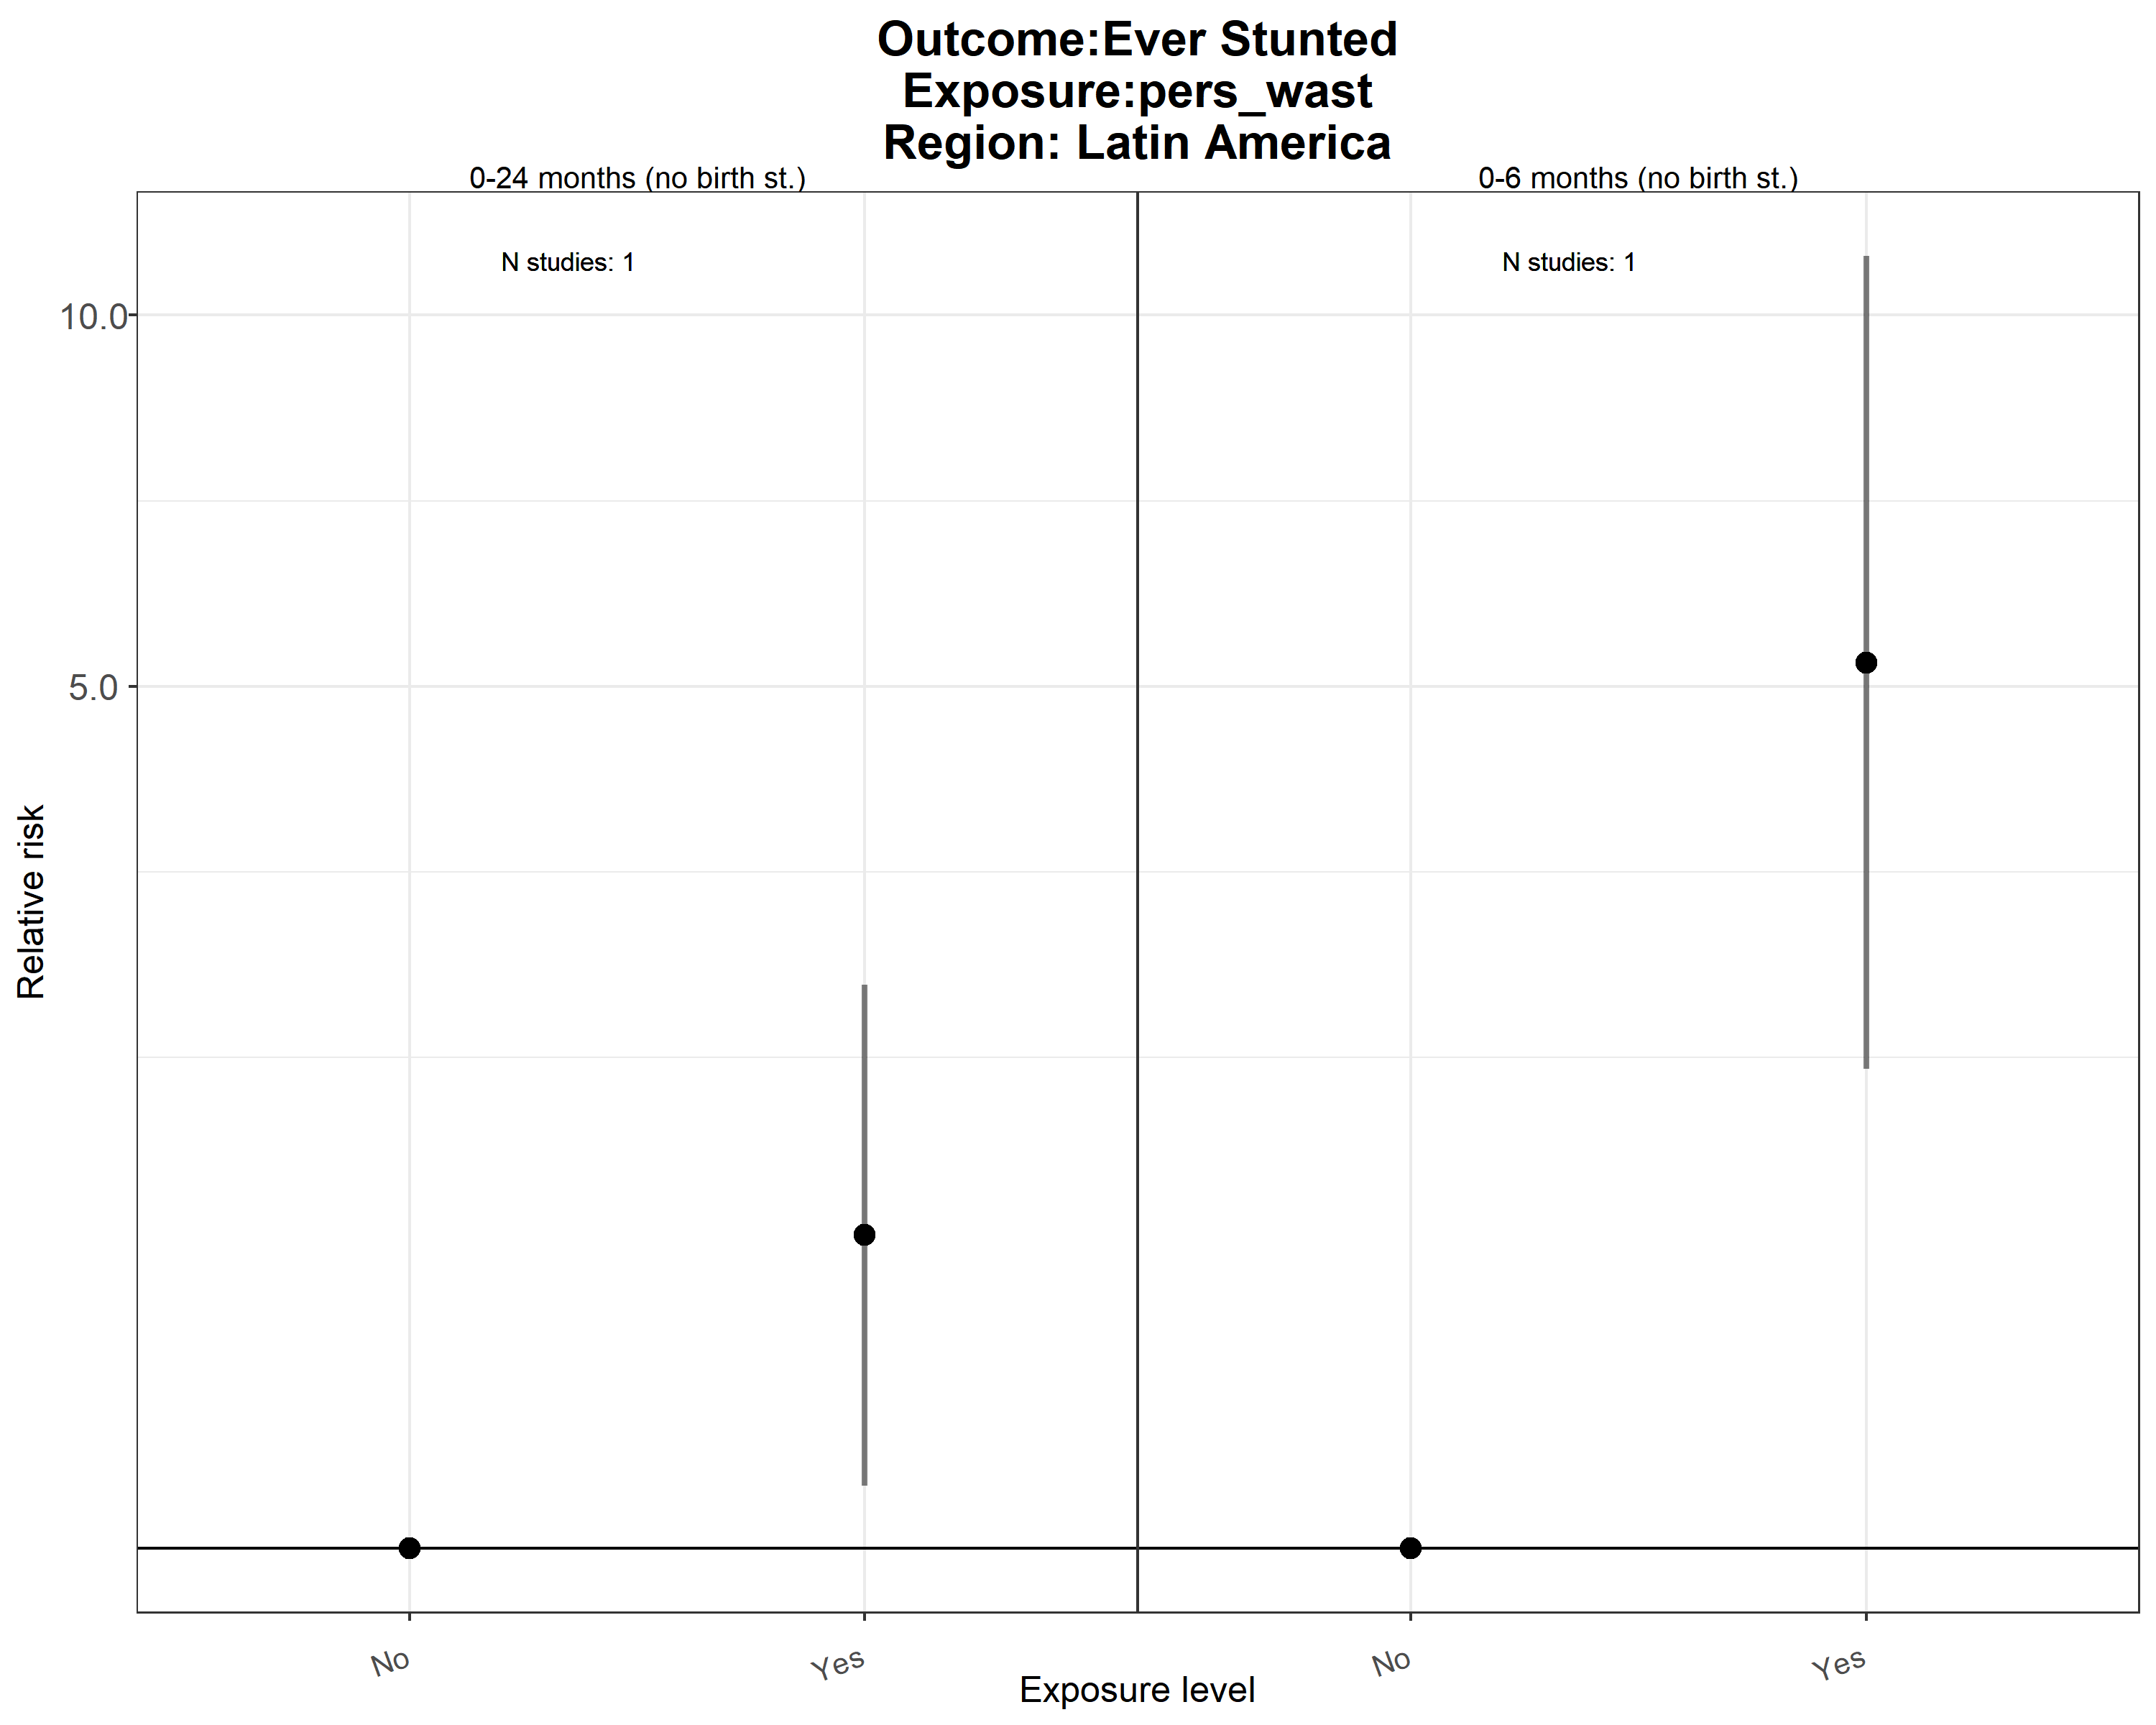 Outcome:Ever Stunted
Exposure:pers_wast
Region: Latin America
0-24 months (no birth st.)
0-6 months (no birth st.)
N studies: 1
N studies: 1
10.0
5.0
Relative risk
No
Yes
No
Yes
Exposure level